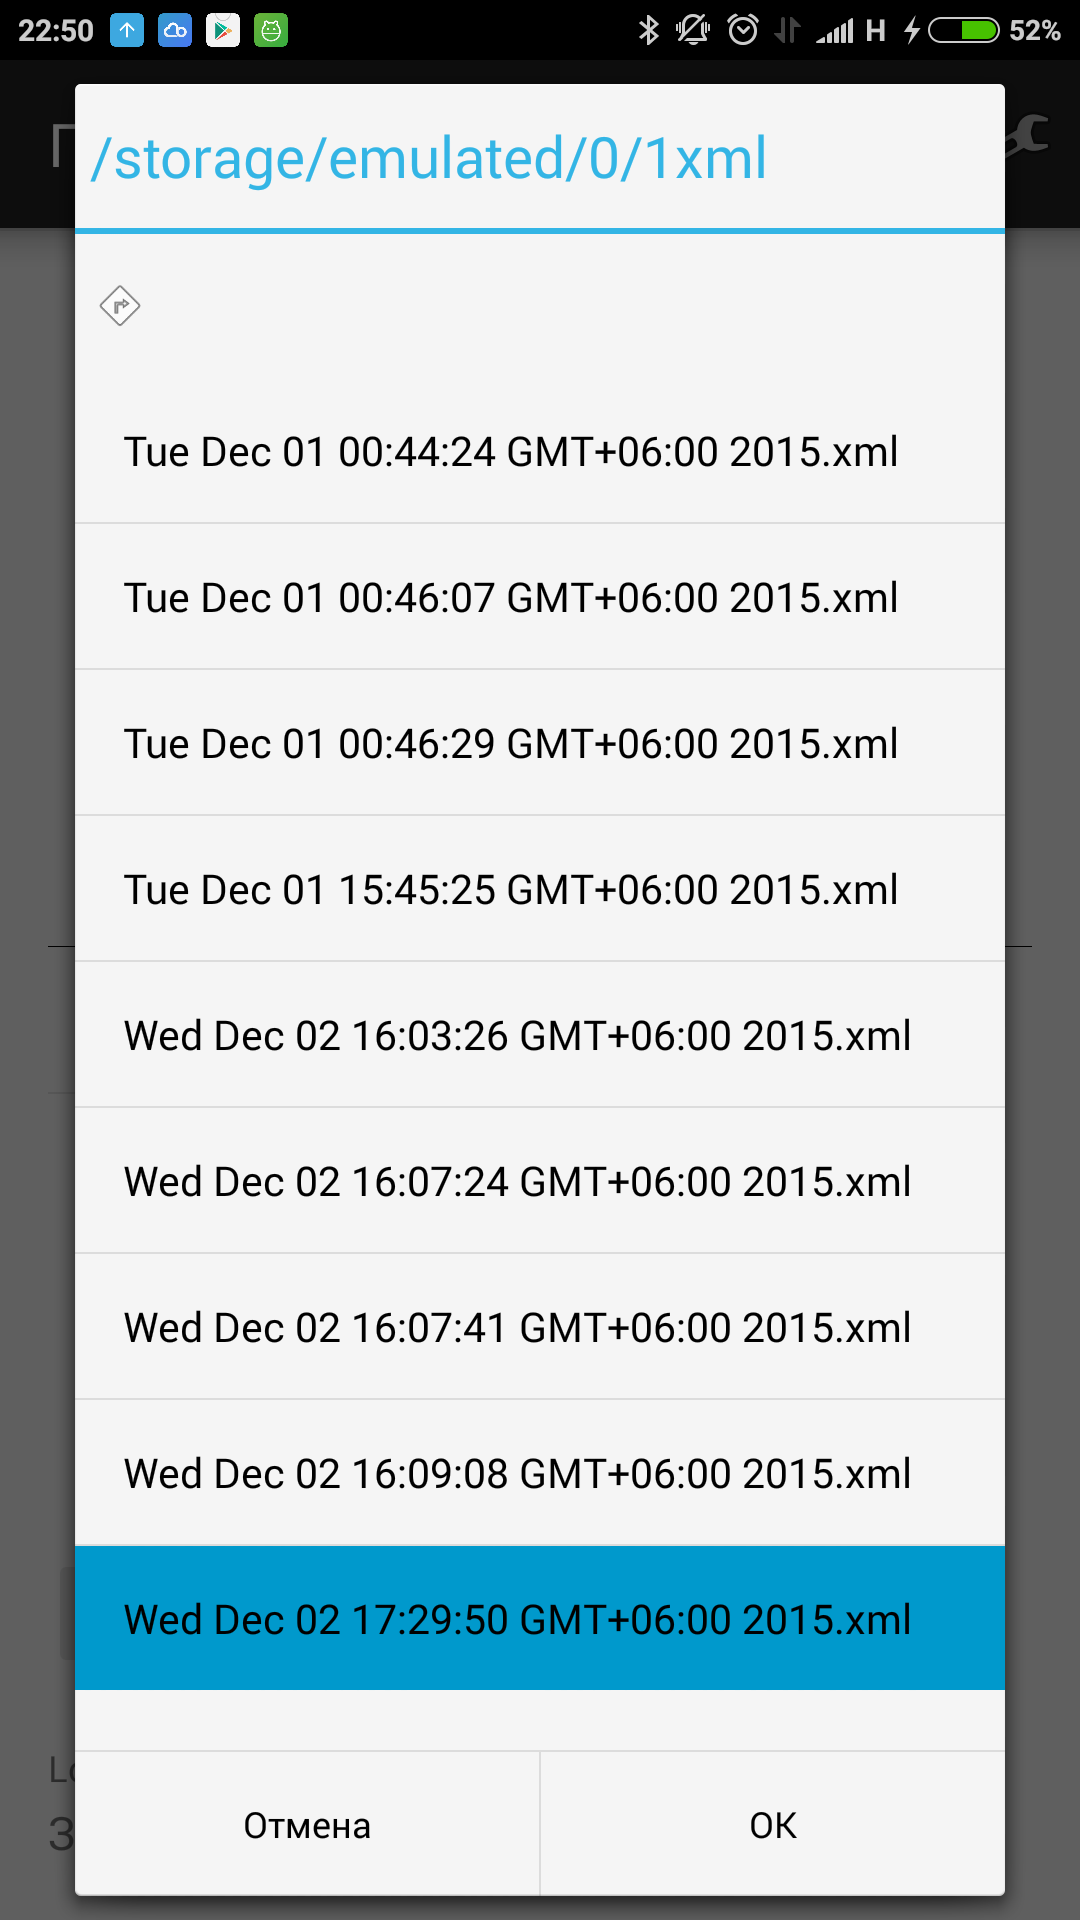 22:50
H
52%
/storage/emulated/0/1xml
Tue Dec 01 00:44:24 GMT+06:00 2015.xml
Tue Dec 01 00:46:07 GMT+06:00 2015.xml
Tue Dec 01 00:46:29 GMT+06:00 2015.xml
Tue Dec 01 15:45:25 GMT+06:00 2015.xml
Wed Dec 02 16:03:26 GMT+06:00 2015.xml
Wed Dec 02 16:07:24 GMT+06:00 2015.xml
Wed Dec 02 16:07:41 GMT+06:00 2015.xml
Wed Dec 02 16:09:08 GMT+06:00 2015.xml
Wed Dec 02 17:29:50 GMT+06:00 2015.xml
Отмена
ОК